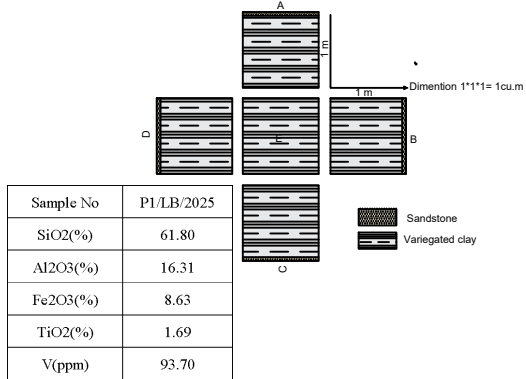 A
1 m
Dimention 1*1*1= 1cu.m
1 m
D
E
B
C
Sandstone
Variegated clay
Sample No P1/LB/2025
SiO2(%) 61.80
Al2O3(%) 16.31
Fe2O3(%) 8.63
TiO2(%) 1.69
V(ppm) 93.70